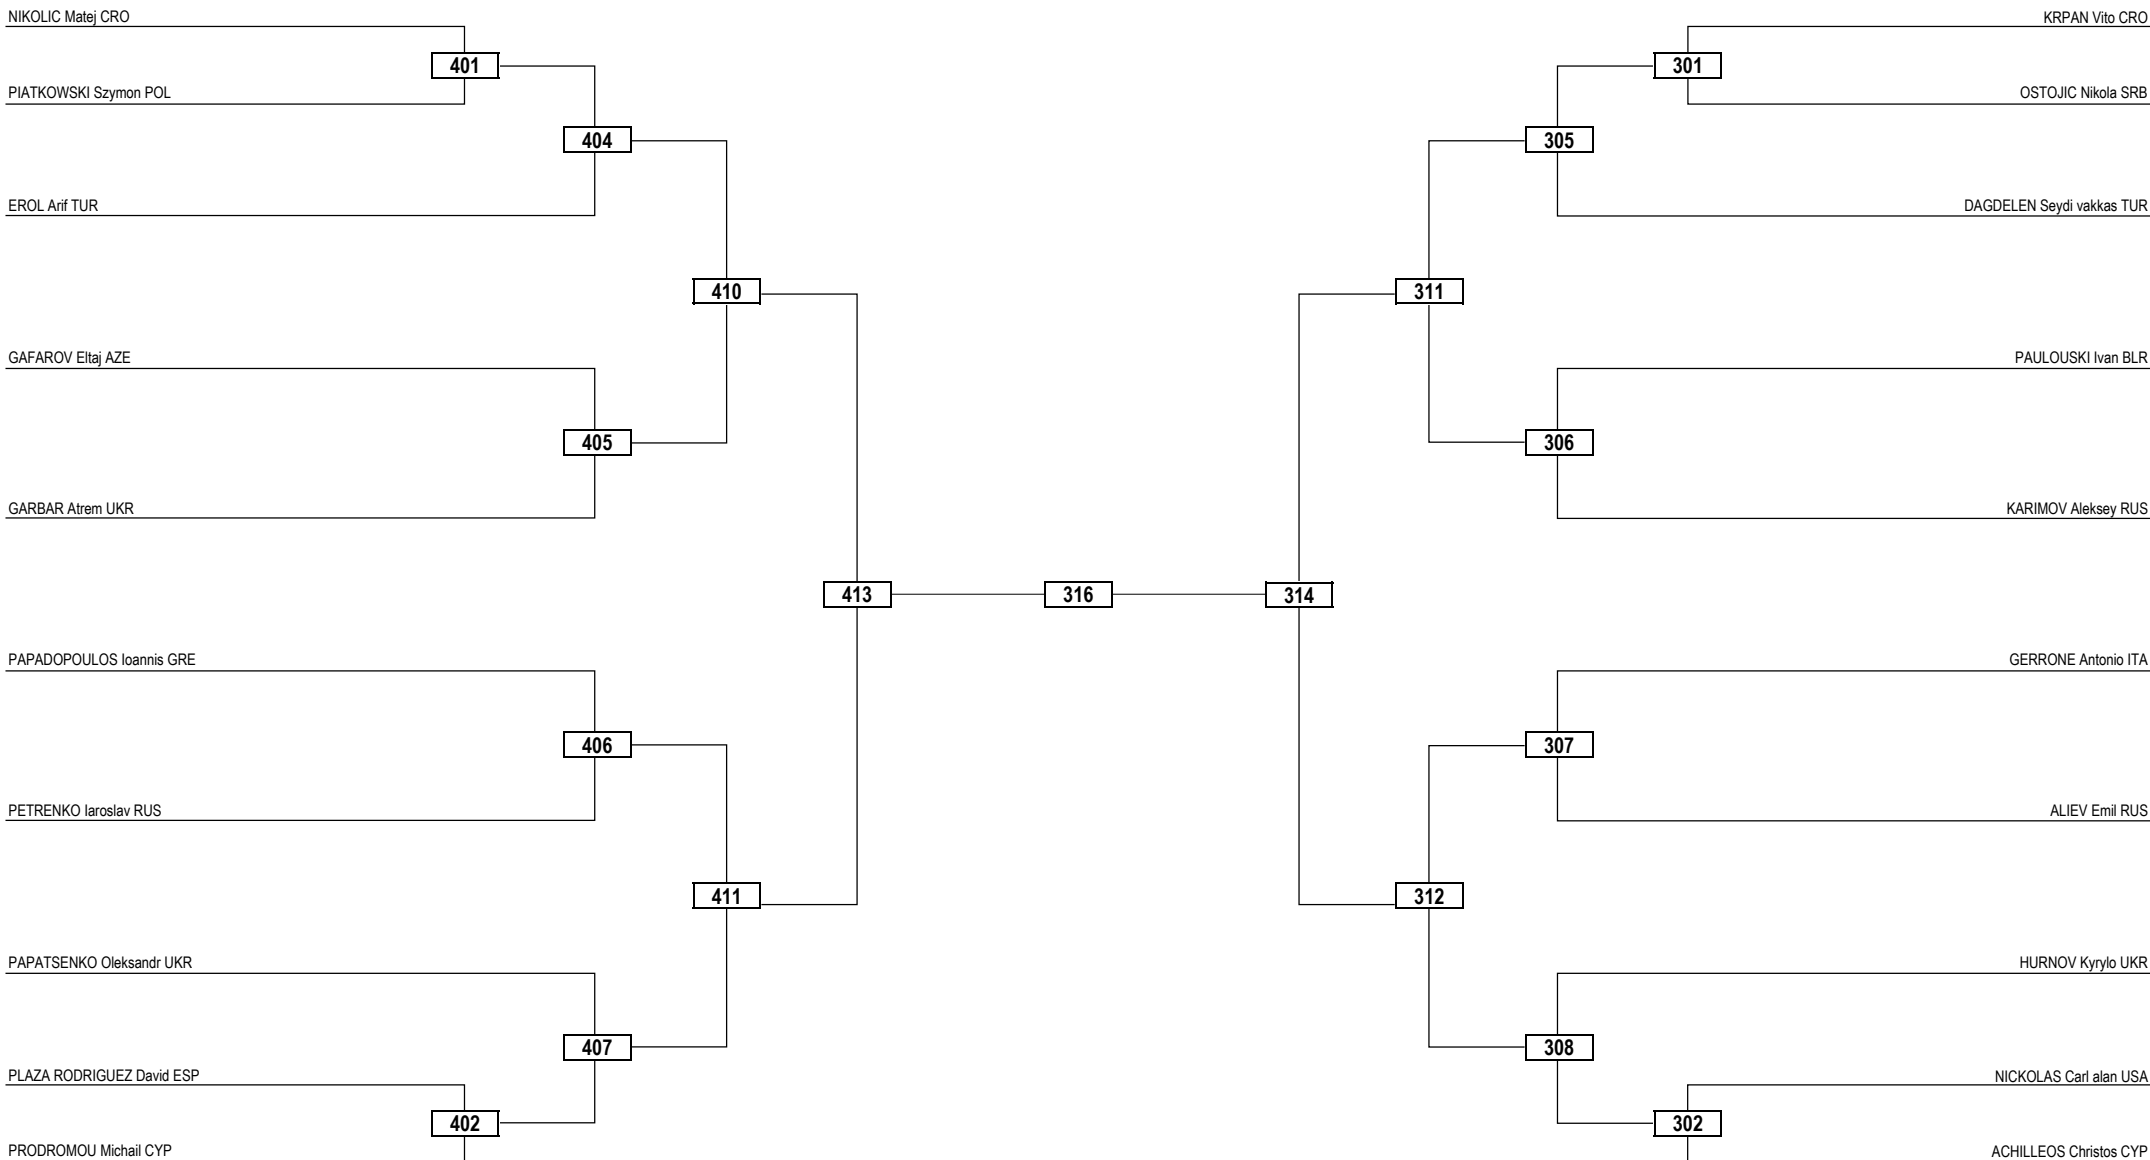 NIKOLIC Matej CRO
KRPAN Vito CRO
401
301
PIATKOWSKI Szymon POL
OSTOJIC Nikola SRB
404
305
EROL Arif TUR
DAGDELEN Seydi vakkas TUR
410
311
GAFAROV Eltaj AZE
PAULOUSKI Ivan BLR
405
306
GARBAR Atrem UKR
KARIMOV Aleksey RUS
413
316
314
PAPADOPOULOS Ioannis GRE
GERRONE Antonio ITA
406
307
PETRENKO Iaroslav RUS
ALIEV Emil RUS
411
312
PAPATSENKO Oleksandr UKR
HURNOV Kyrylo UKR
407
308
PLAZA RODRIGUEZ David ESP
NICKOLAS Carl alan USA
402
302
PRODROMOU Michail CYP
ACHILLEOS Christos CYP